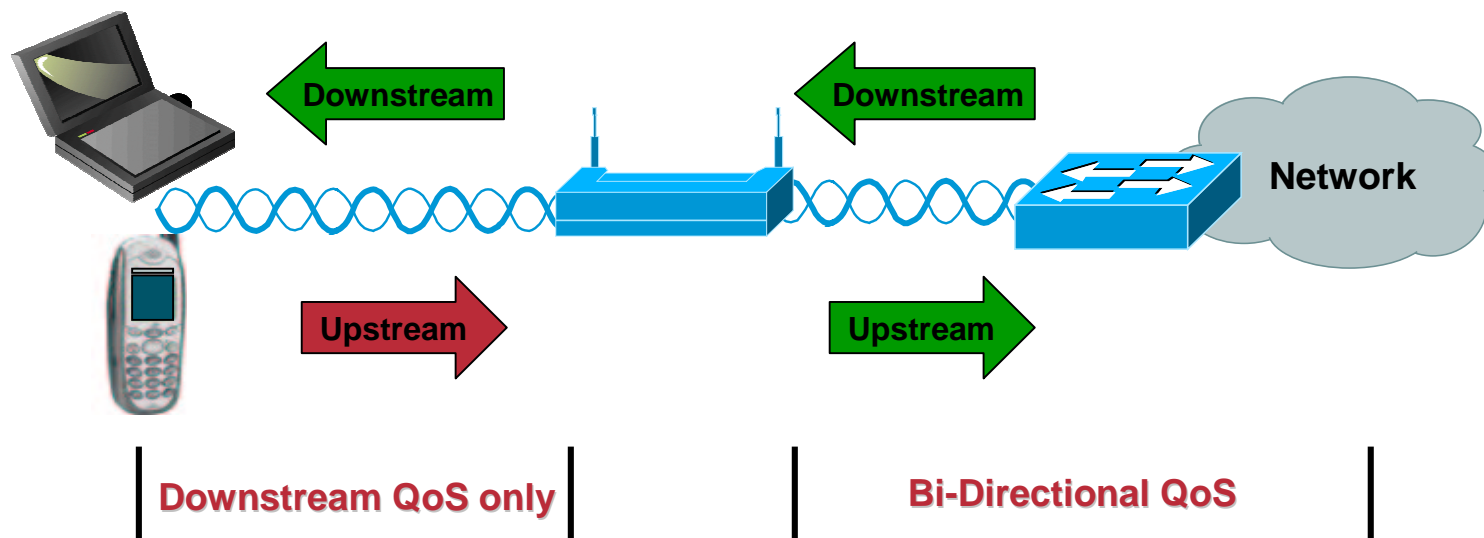 Downstream
Downstream
Network
Upstream
Upstream
Downstream QoS only
Bi-Directional QoS